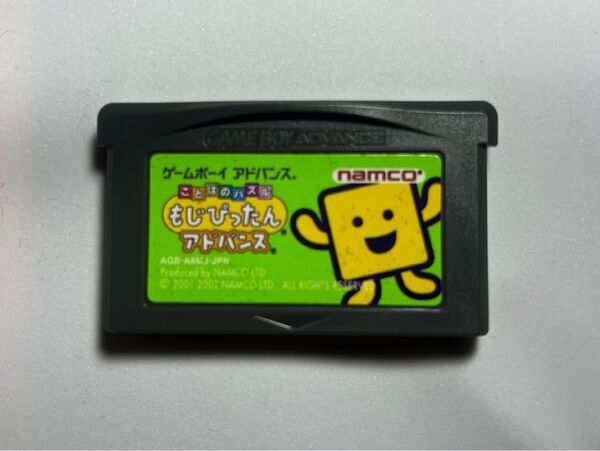 GAME BOY ADVANCE
ゲームボーイ アドバンス®
namco®
ことばのパズル
もじぴったん
アドバンス®
AGB-A8MJ-JPN
Produced by NAMCO LTD
© 2001 2002 NAMCO LTD., ALL RIGHTS RESERVED